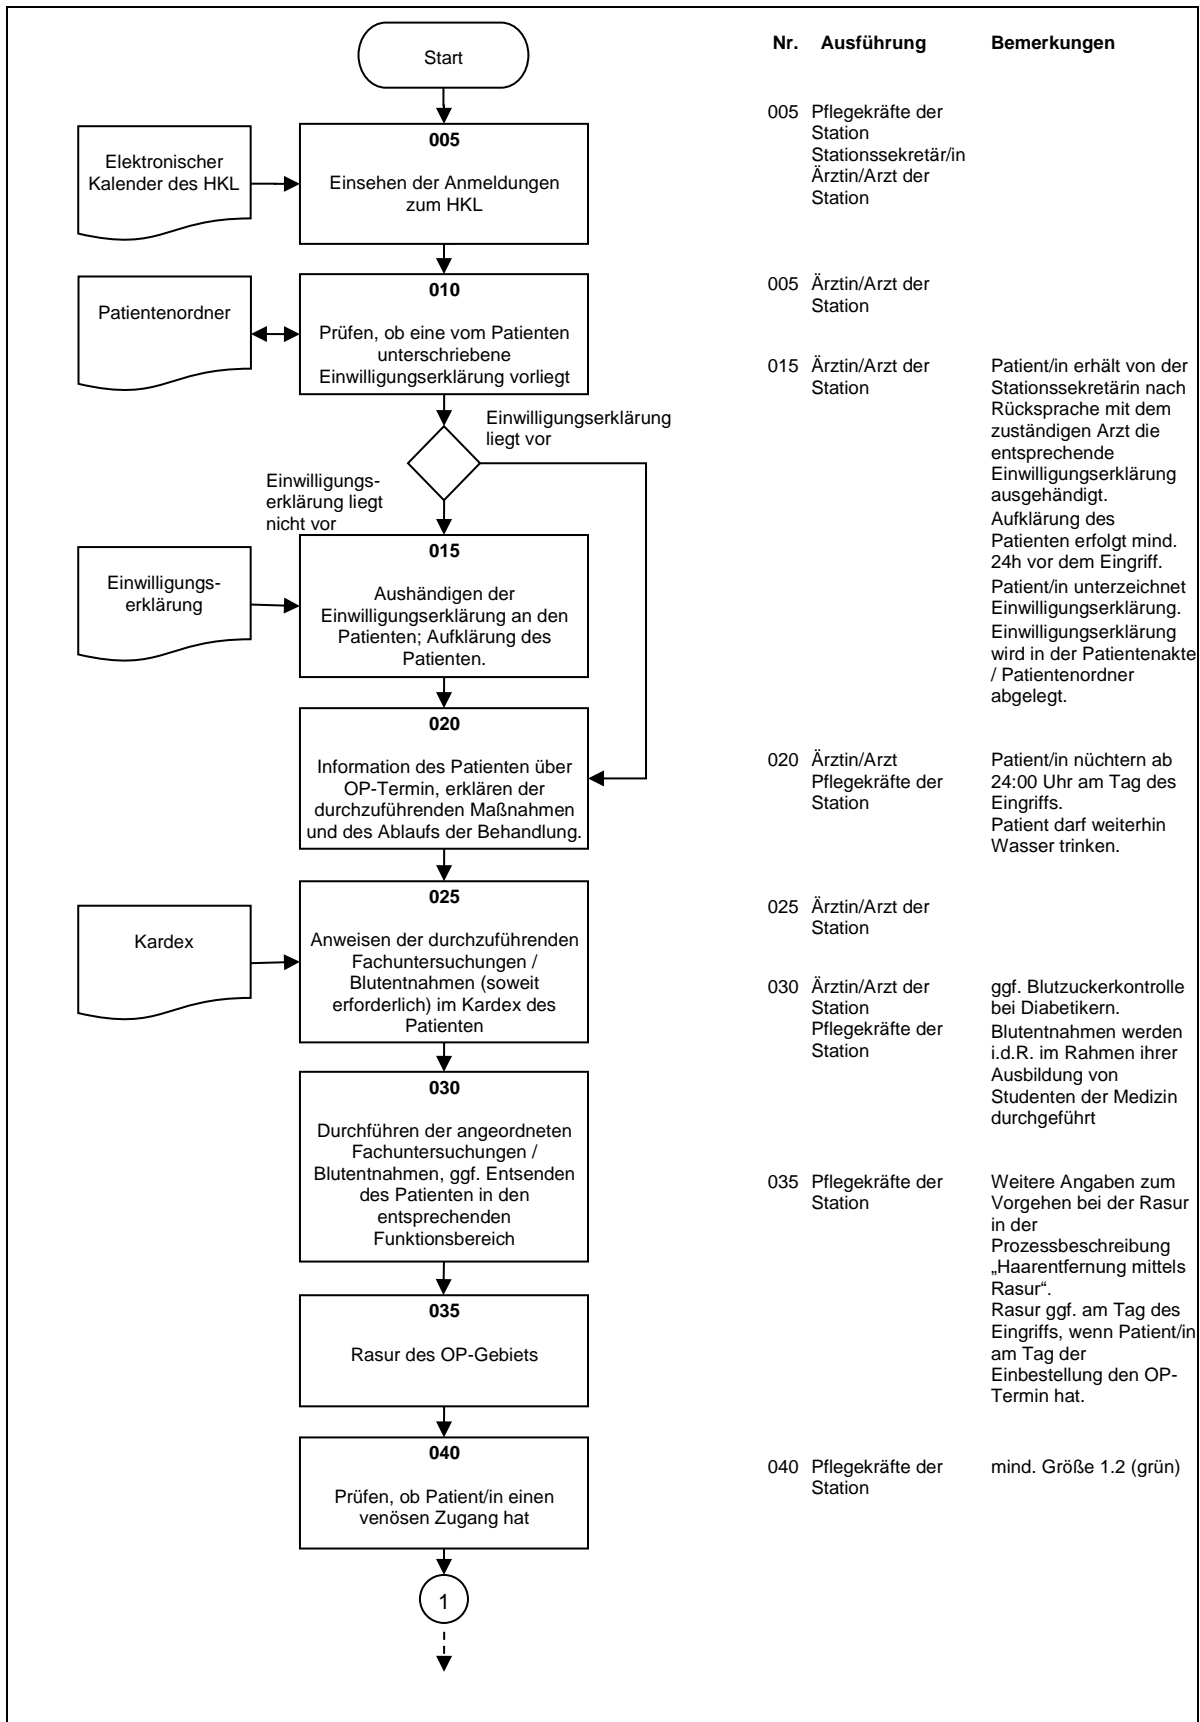 Start
Elektronischer
Kalender des HKL
005
Einsehen der Anmeldungen
zum HKL
Patientenordner
010
Prüfen, ob eine vom Patienten
unterschriebene
Einwilligungserklärung vorliegt
Einwilligungserklärung
liegt vor
Einwilligungs-
erklärung liegt
nicht vor
Einwilligungs-
erklärung
015
Aushändigen der
Einwilligungserklärung an den
Patienten; Aufklärung des
Patienten.
020
Information des Patienten über
OP-Termin, erklären der
durchzuführenden Maßnahmen
und des Ablaufs der Behandlung.
Kardex
025
Anweisen der durchzuführenden
Fachuntersuchungen /
Blutentnahmen (soweit
erforderlich) im Kardex des
Patienten
030
Durchführen der angeordneten
Fachuntersuchungen /
Blutentnahmen, ggf. Entsenden
des Patienten in den
entsprechenden
Funktionsbereich
035
Rasur des OP-Gebiets
040
Prüfen, ob Patient/in einen
venösen Zugang hat
1
Nr. Ausführung Bemerkungen
005 Pflegekräfte der
Station
Stationssekretär/in
Ärztin/Arzt der
Station
005 Ärztin/Arzt der
Station
015 Ärztin/Arzt der
Station
Patient/in erhält von der
Stationssekretärin nach
Rücksprache mit dem
zuständigen Arzt die
entsprechende
Einwilligungserklärung
ausgehändigt.
Aufklärung des
Patienten erfolgt mind.
24h vor dem Eingriff.
Patient/in unterzeichnet
Einwilligungserklärung.
Einwilligungserklärung
wird in der Patientenakte
/ Patientenordner
abgelegt.
020 Ärztin/Arzt
Pflegekräfte der
Station
Patient/in nüchtern ab
24:00 Uhr am Tag des
Eingriffs.
Patient darf weiterhin
Wasser trinken.
025 Ärztin/Arzt der
Station
030 Ärztin/Arzt der
Station
Pflegekräfte der
Station
ggf. Blutzuckerkontrolle
bei Diabetikern.
Blutentnahmen werden
i.d.R. im Rahmen ihrer
Ausbildung von
Studenten der Medizin
durchgeführt
035 Pflegekräfte der
Station
Weitere Angaben zum
Vorgehen bei der Rasur
in der
Prozessbeschreibung
„Haarentfernung mittels
Rasur“.
Rasur ggf. am Tag des
Eingriffs, wenn Patient/in
am Tag der
Einbestellung den OP-
Termin hat.
040 Pflegekräfte der
Station
mind. Größe 1.2 (grün)